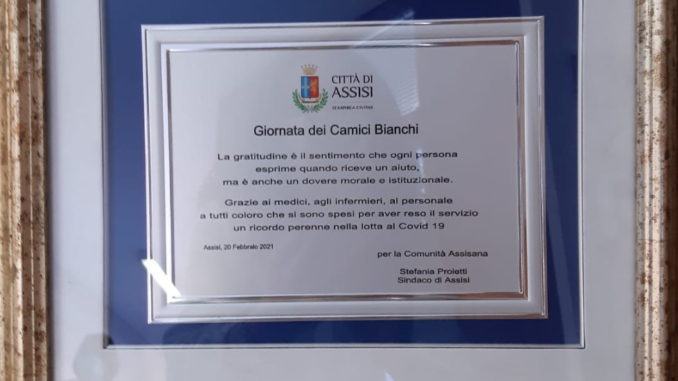 CITTÀ DI
ASSISI
SERAPHICA CIVITAS
Giornata dei Camici Bianchi
La gratitudine è il sentimento che ogni persona
esprime quando riceve un aiuto,
ma è anche un dovere morale e istituzionale.
Grazie ai medici, agli infermieri, al personale
a tutti coloro che si sono spesi per aver reso il servizio
un ricordo perenne nella lotta al Covid 19
Assisi, 20 Febbraio 2021
per la Comunità Assisana
Stefania Proietti
Sindaco di Assisi